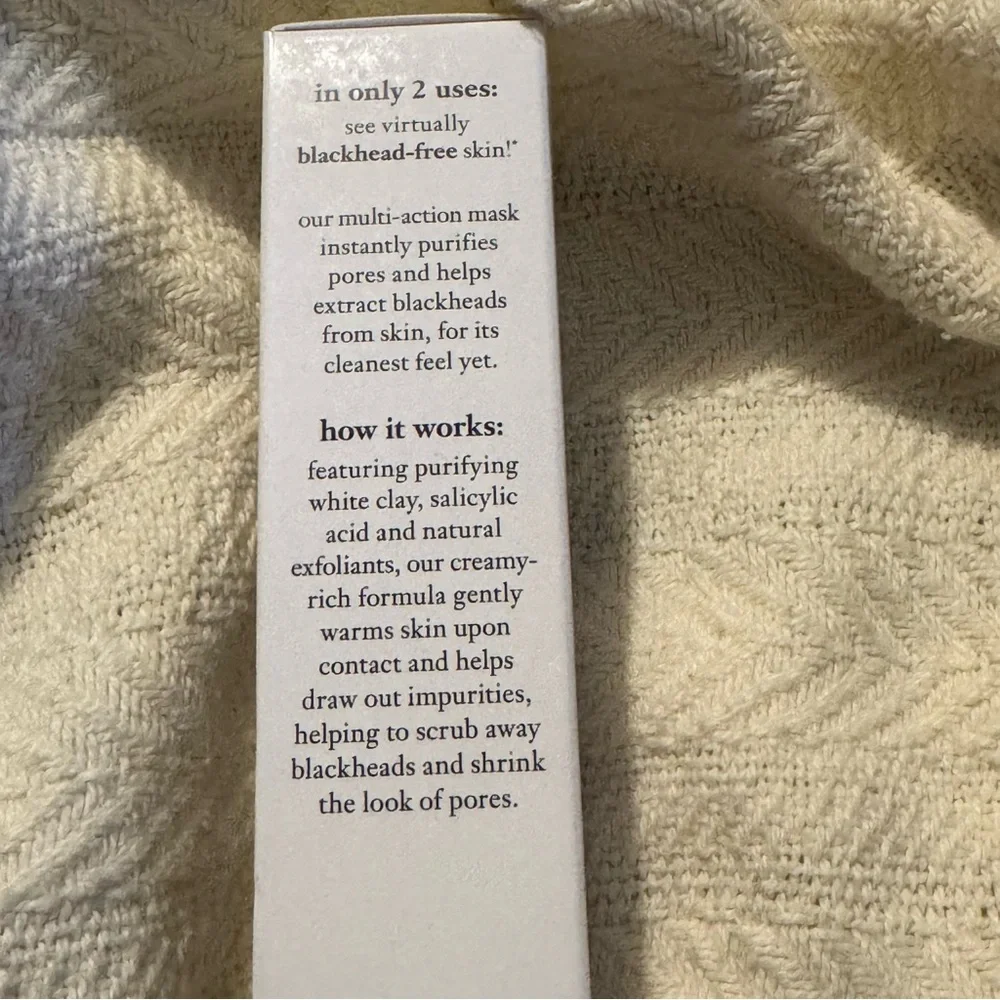 in only 2 uses:
see virtually
blackhead-free skin!*
our multi-action mask
instantly purifies
pores and helps
extract blackheads
from skin, for its
cleanest feel yet.
how it works:
featuring purifying
white clay, salicylic
acid and natural
exfoliants, our creamy-
rich formula gently
warms skin upon
contact and helps
draw out impurities,
helping to scrub away
blackheads and shrink
the look of pores.